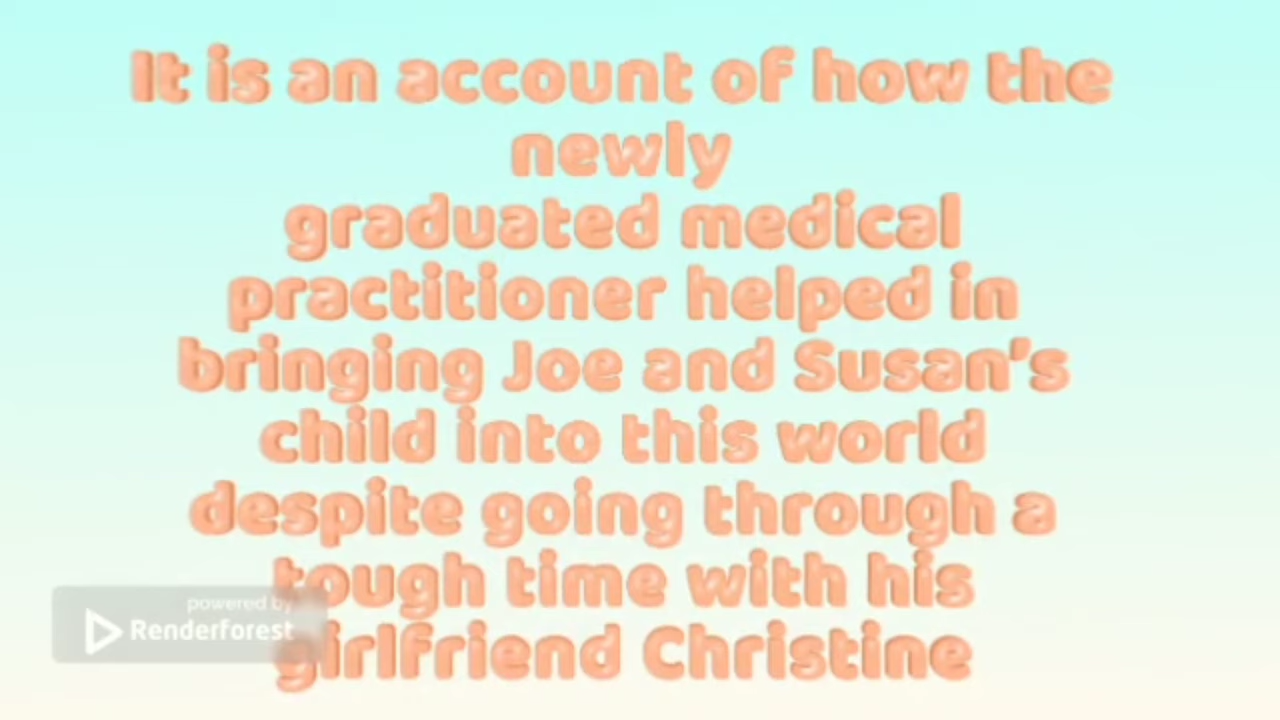 It is an account of how the
newly
graduated medical
practitioner helped in
bringing Joe and Susan's
child into this world
despite going through a
tough time with his
girlfriend Christine
powered by
Renderforest